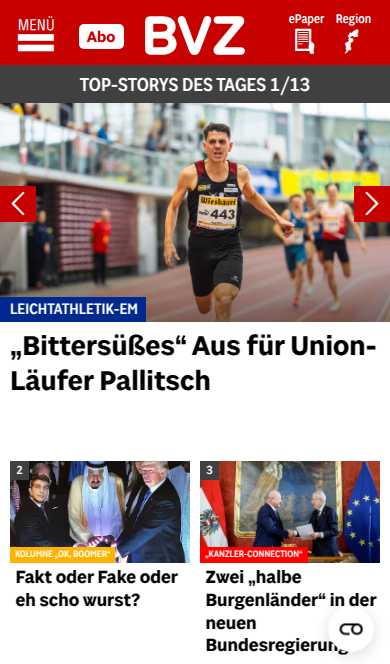 MENÜ
Abo
BVZ
ePaper
Region
TOP-STORYS DES TAGES 1/13
Wiesbauer
443
LEICHTATHLETIK-EM
„Bittersüßes“ Aus für Union-
Läufer Pallitsch
2
KOLUMNE „OK, BOOMER“
Fakt oder Fake oder
eh scho wurst?
3
„KANZLER-CONNECTION“
Zwei „halbe
Burgenländer“ in der
neuen
Bundesregierung